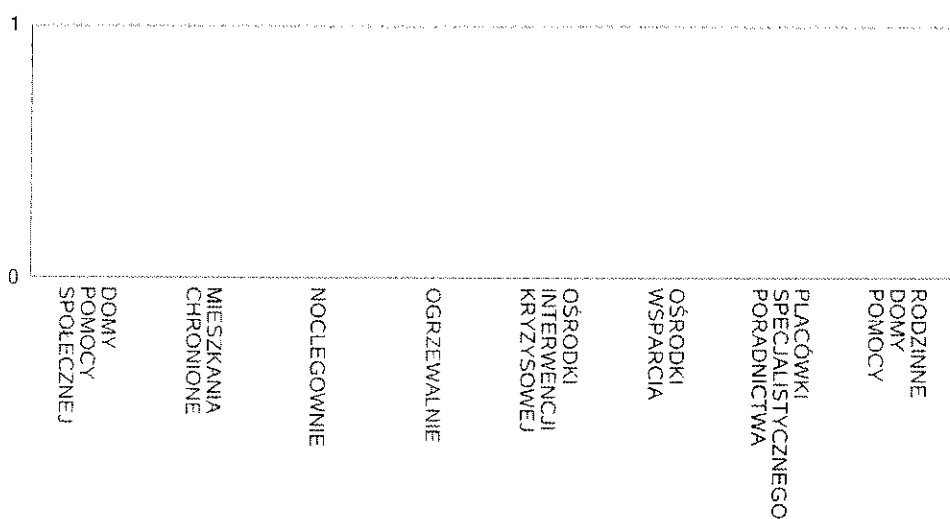 1
0
DOMY
POMOCY
SPOŁECZNEJ
MIESZKANIA
CHRONIONE
NOCLEGOWNIE
OGRZEWALNIE
OŚRODKI
INTERWENCJI
KRYZYSOWEJ
OŚRODKI
WSPARCIA
PLACÓWKI
SPECJALISTYCZNEGO
PORADNICTWA
RODZINNE
DOMY
POMOCY